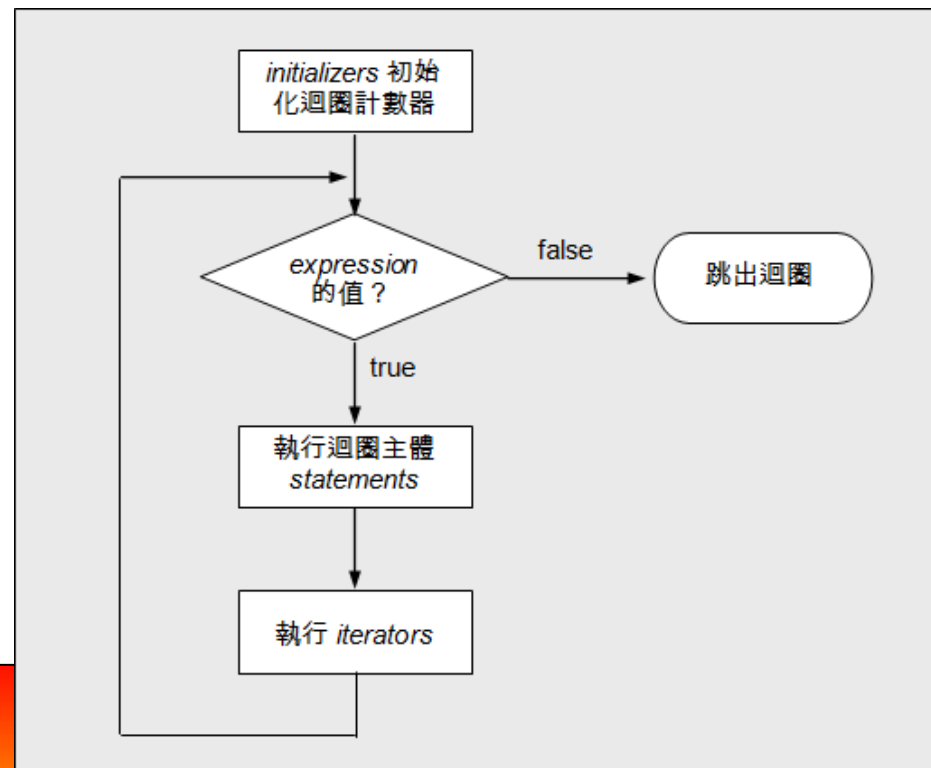 initializers 初始
化迴圈計數器
expression
的值？
false
跳出迴圈
true
執行迴圈主體
statements
執行 iterators